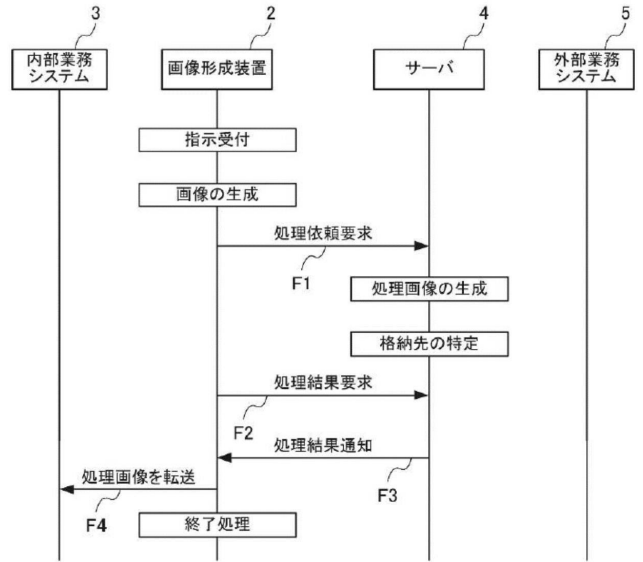 3
2
4
5
内部業務
システム
画像形成装置
サーバ
外部業務
システム
指示受付
画像の生成
処理依頼要求
F1
処理画像の生成
格納先の特定
処理結果要求
F2
処理結果通知
F3
処理画像を転送
F4
終了処理